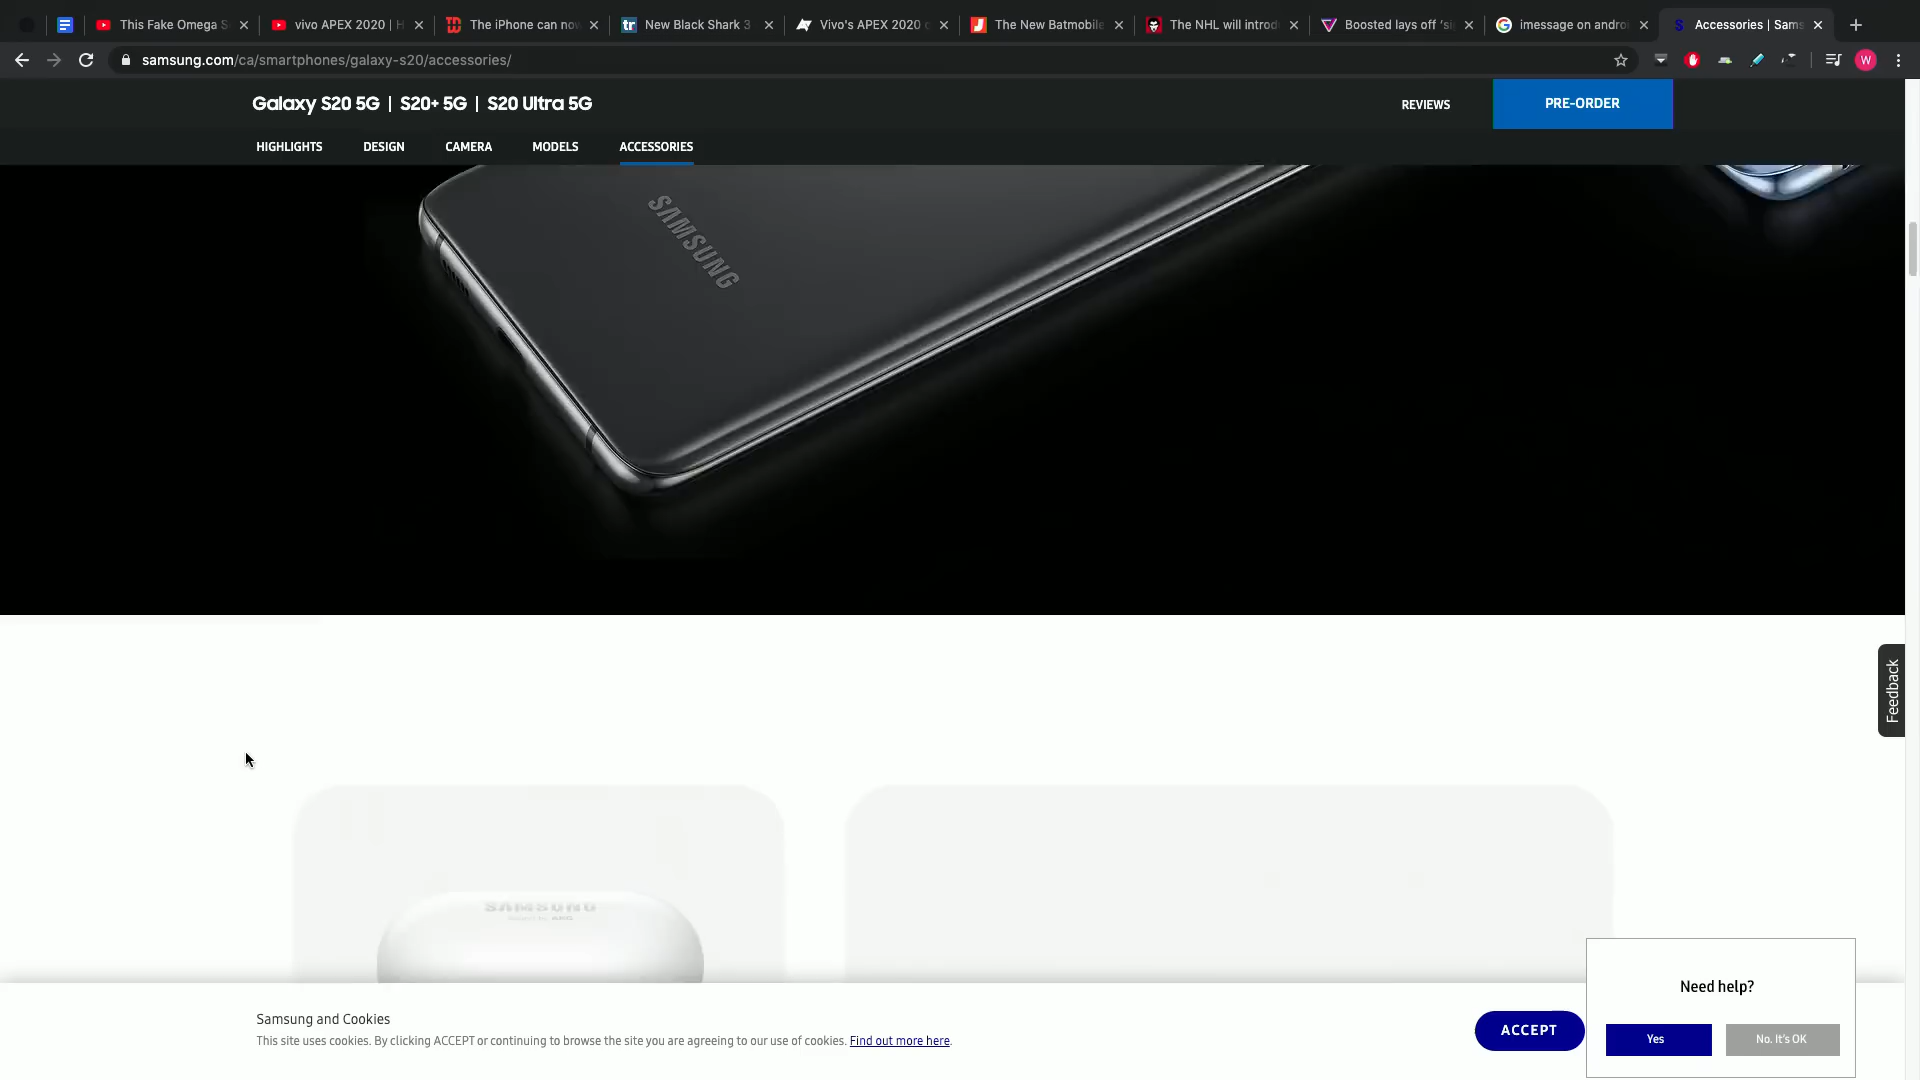 This Fake Omega S
vivo APEX 2020 | H
The iPhone can now
New Black Shark 3
Vivo's APEX 2020 c
The New Batmobile
The NHL will introd
Boosted lays off 'si
imessage on andro
Accessories | Sams
samsung.com/ca/smartphones/galaxy-s20/accessories/
W
Galaxy S20 5G | S20+ 5G | S20 Ultra 5G
REVIEWS
PRE-ORDER
HIGHLIGHTS
DESIGN
CAMERA
MODELS
ACCESSORIES
SAMSUNG
Feedback
SAMSUNG
Need help?
Yes
No. It's OK
Samsung and Cookies
This site uses cookies. By clicking ACCEPT or continuing to browse the site you are agreeing to our use of cookies. Find out more here.
ACCEPT